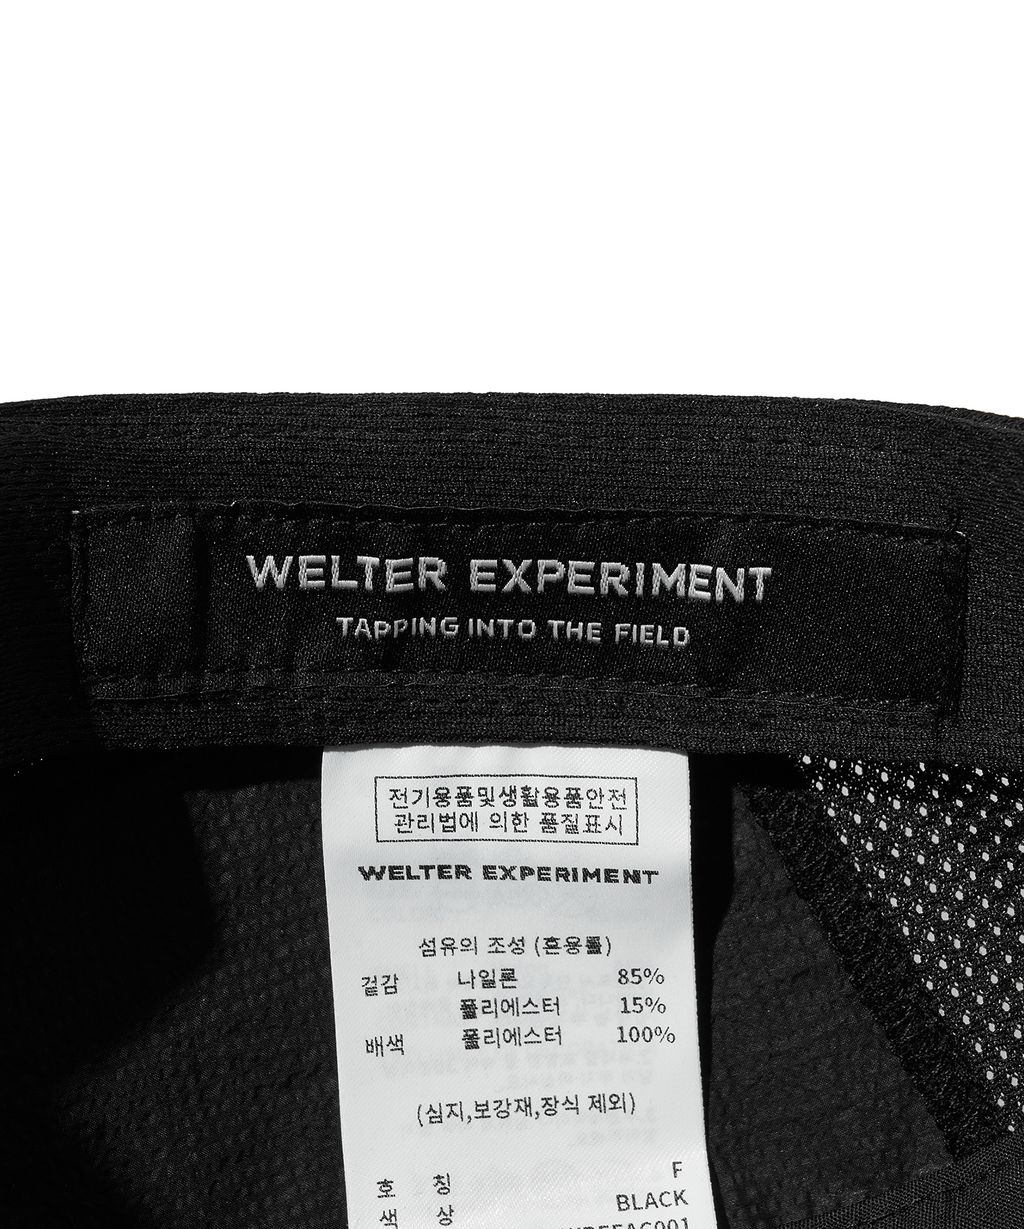 WELTER EXPERIMENT
TAPPING INTO THE FIELD
전기용품및생활용품안전
관리법에 의한 품질표시
WELTER EXPERIMENT
섬유의 조성 (혼용률)
겉감 나일론 85%
폴리에스터 15%
배색 폴리에스터 100%
(심지,보강재,장식 제외)
호 칭 F
색 상 BLACK